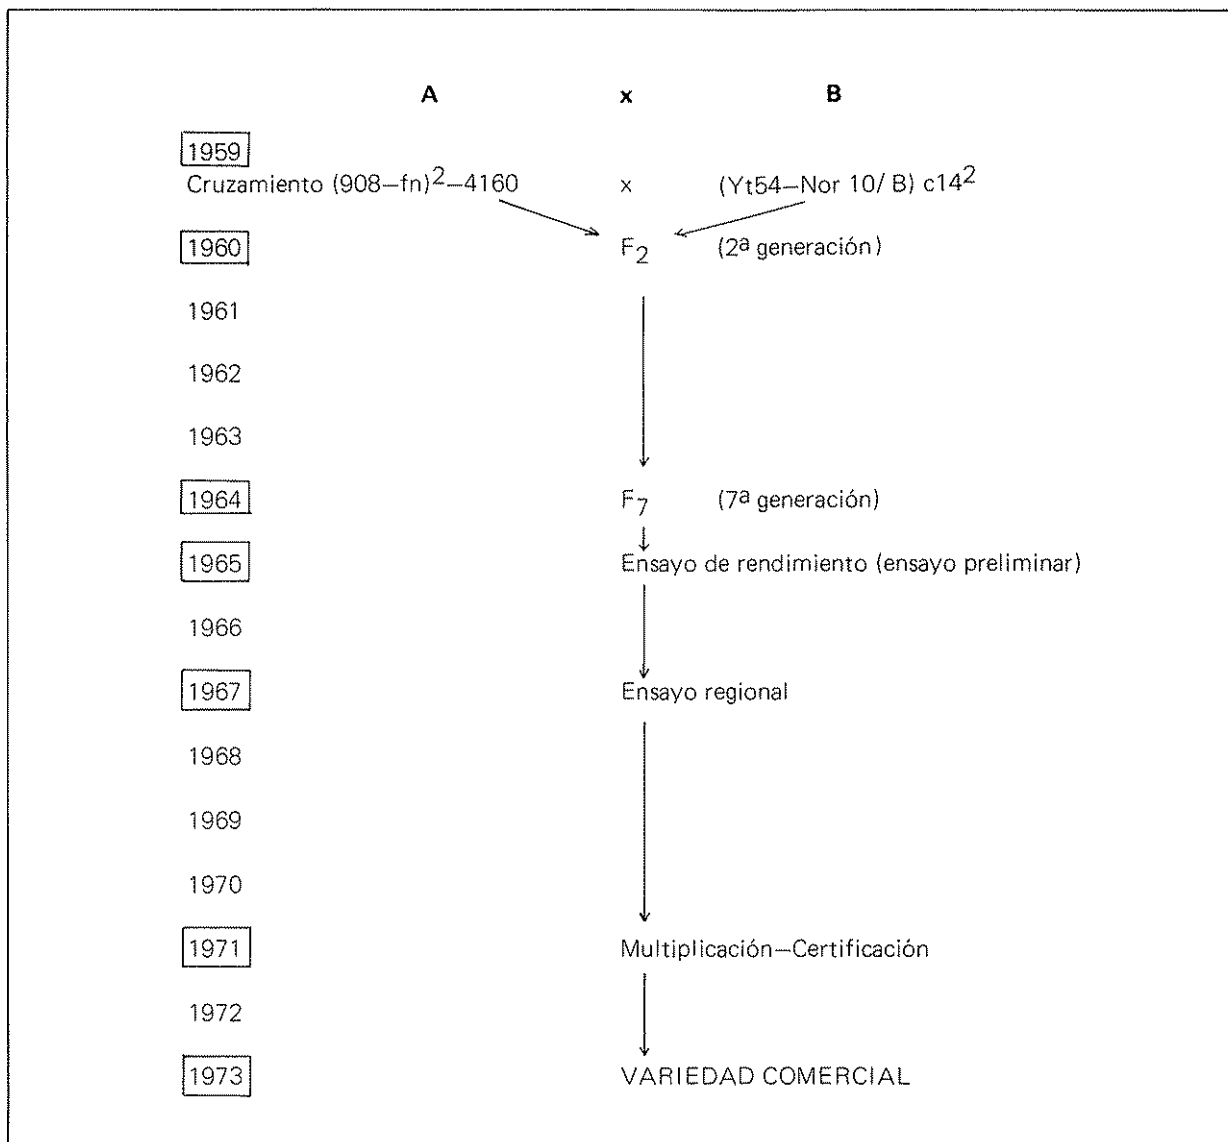 A x B
1959
Cruzamiento (908–fn)²–4160 x (Yt54–Nor 10/ B) c14²
1960 F₂ (2ª generación)
1961
1962
1963
1964 F₇ (7ª generación)
1965 Ensayo de rendimiento (ensayo preliminar)
1966
1967 Ensayo regional
1968
1969
1970
1971 Multiplicación–Certificación
1972
1973 VARIEDAD COMERCIAL